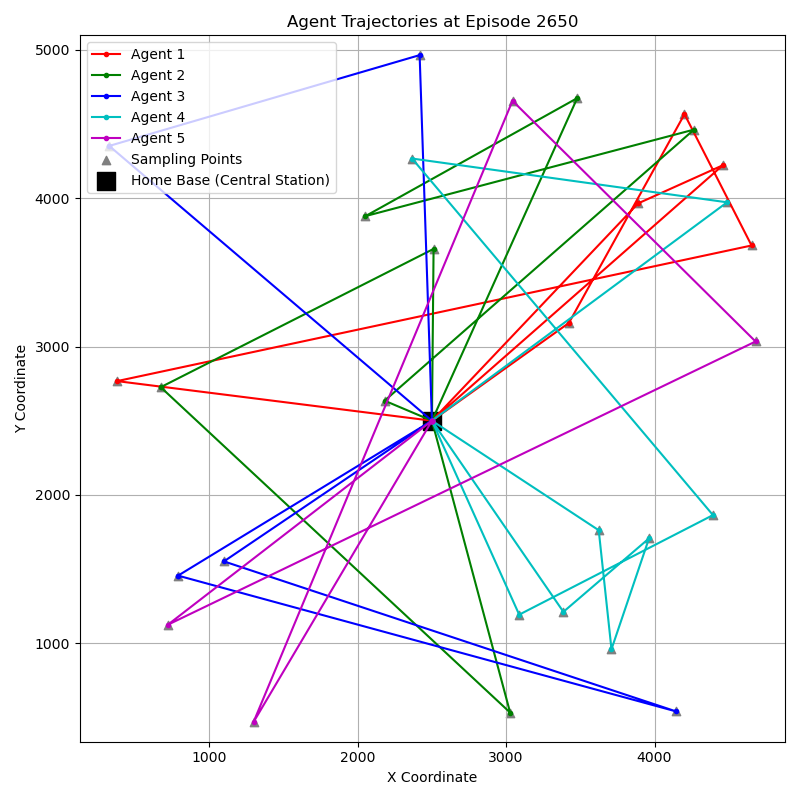 Agent Trajectories at Episode 2650
Agent 1
Agent 2
Agent 3
Agent 4
Agent 5
Sampling Points
Home Base (Central Station)
Y Coordinate
5000
4000
3000
2000
1000
1000 2000 3000 4000
X Coordinate